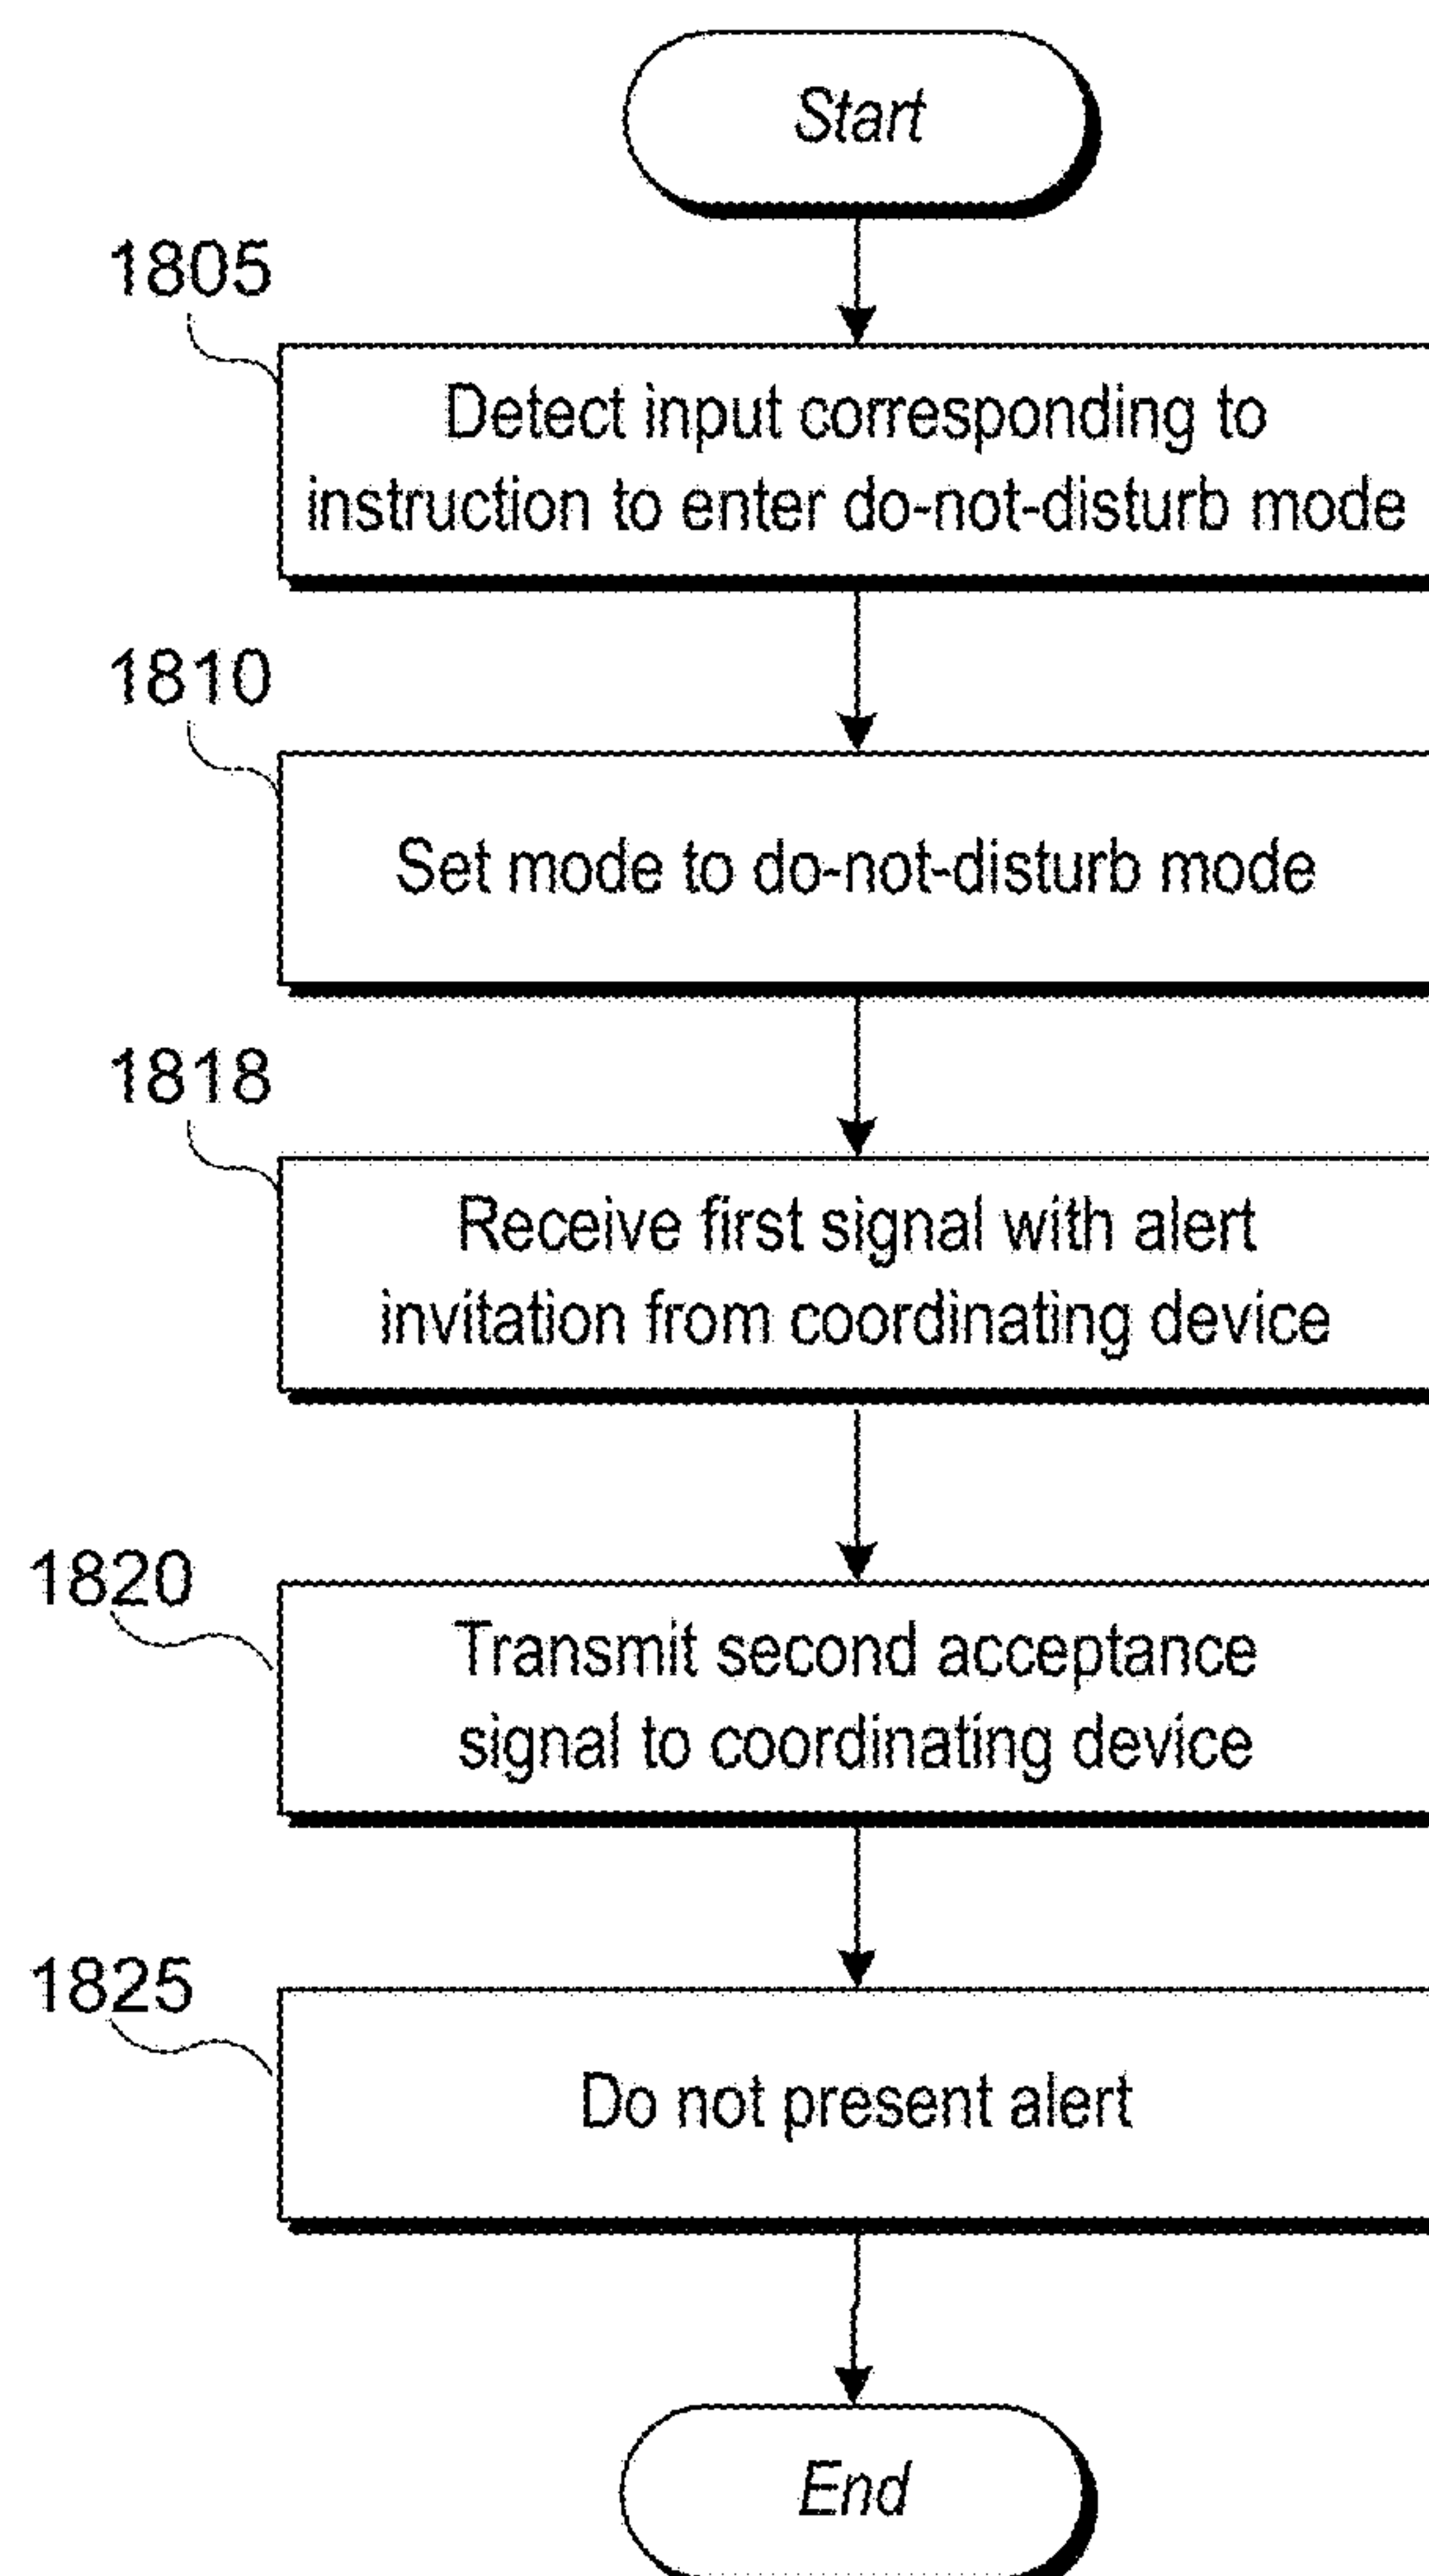 Start
1805
Detect input corresponding to
instruction to enter do-not-disturb mode
1810
Set mode to do-not-disturb mode
1818
Receive first signal with alert
invitation from coordinating device
1820
Transmit second acceptance
signal to coordinating device
1825
Do not present alert
End